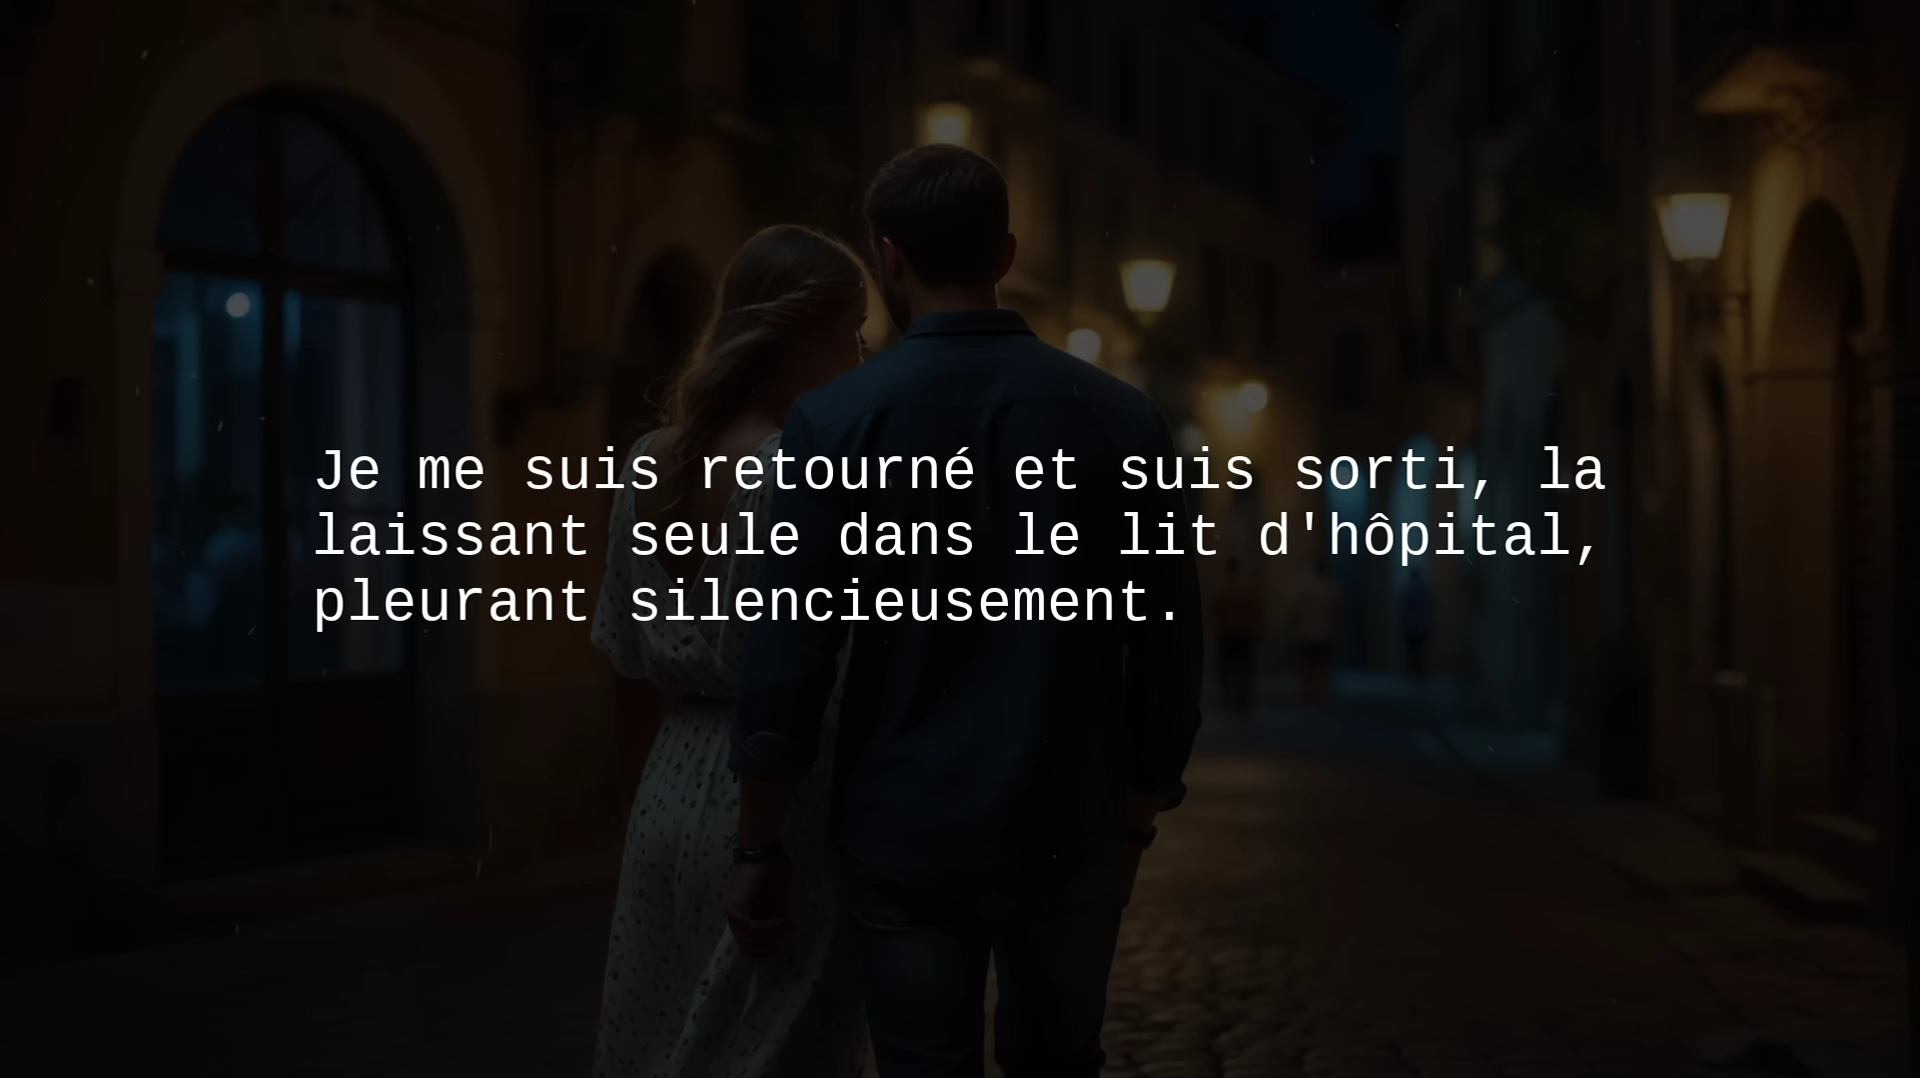 Je me suis retourné et suis sorti, la
laissant seule dans le lit d'hôpital,
pleurant silencieusement.